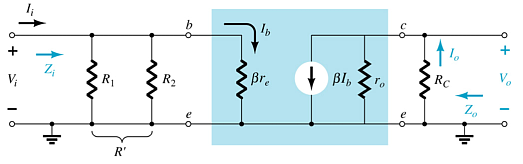 I_i
+
Z_i
V_i
−
R_1
R_2
R'
b
e
I_b
βr_e
βI_b
r_o
c
e
I_o
R_C
Z_o
+
V_o
−